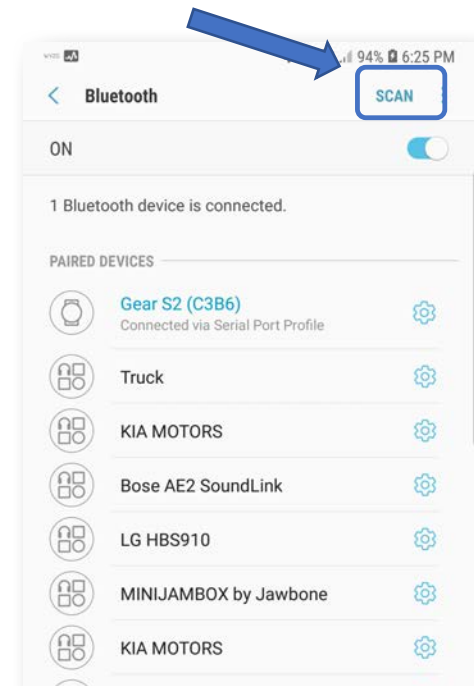 94% 6:25 PM
Bluetooth SCAN
ON
1 Bluetooth device is connected.
PAIRED DEVICES
Gear S2 (C3B6)
Connected via Serial Port Profile
Truck
KIA MOTORS
Bose AE2 SoundLink
LG HBS910
MINIJAMBOX by Jawbone
KIA MOTORS